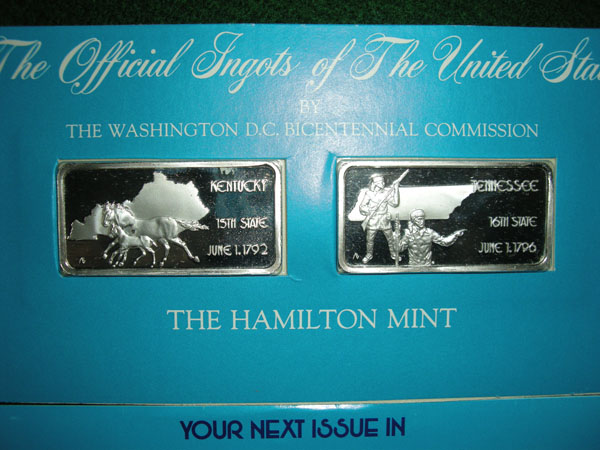 The Official Ingots of The United Sta
BY
THE WASHINGTON D.C. BICENTENNIAL COMMISSION
KENTUCKY
15TH STATE
JUNE 1, 1792
TENNESSEE
16TH STATE
JUNE 1, 1796
THE HAMILTON MINT
YOUR NEXT ISSUE IN